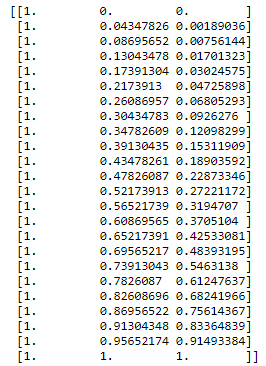 [[1. 0. 0. ]
[1. 0.04347826 0.00189036]
[1. 0.08695652 0.00756144]
[1. 0.13043478 0.01701323]
[1. 0.17391304 0.03024575]
[1. 0.2173913 0.04725898]
[1. 0.26086957 0.06805293]
[1. 0.30434783 0.0926276 ]
[1. 0.34782609 0.12098299]
[1. 0.39130435 0.15311909]
[1. 0.43478261 0.18903592]
[1. 0.47826087 0.22873346]
[1. 0.52173913 0.27221172]
[1. 0.56521739 0.3194707 ]
[1. 0.60869565 0.3705104 ]
[1. 0.65217391 0.42533081]
[1. 0.69565217 0.48393195]
[1. 0.73913043 0.5463138 ]
[1. 0.7826087 0.61247637]
[1. 0.82608696 0.68241966]
[1. 0.86956522 0.75614367]
[1. 0.91304348 0.83364839]
[1. 0.95652174 0.91493384]
[1. 1. 1. ]]